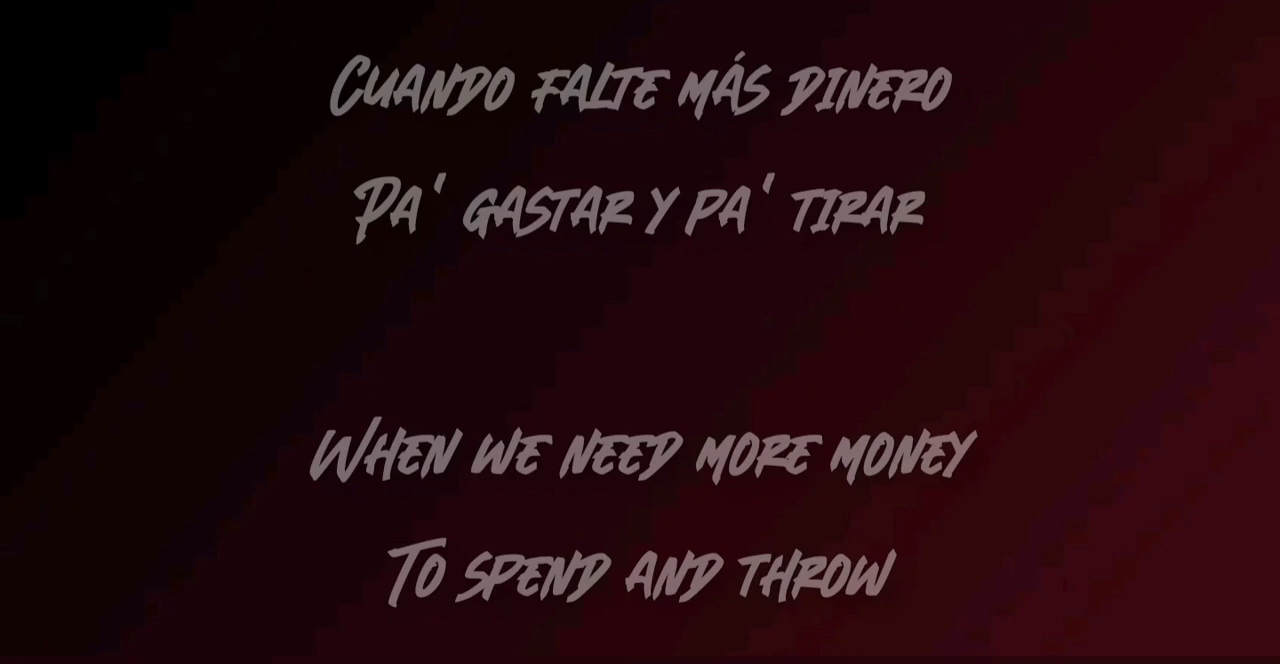 Cuando falte más dinero
Pa' gastar y pa' tirar
When we need more money
To spend and throw